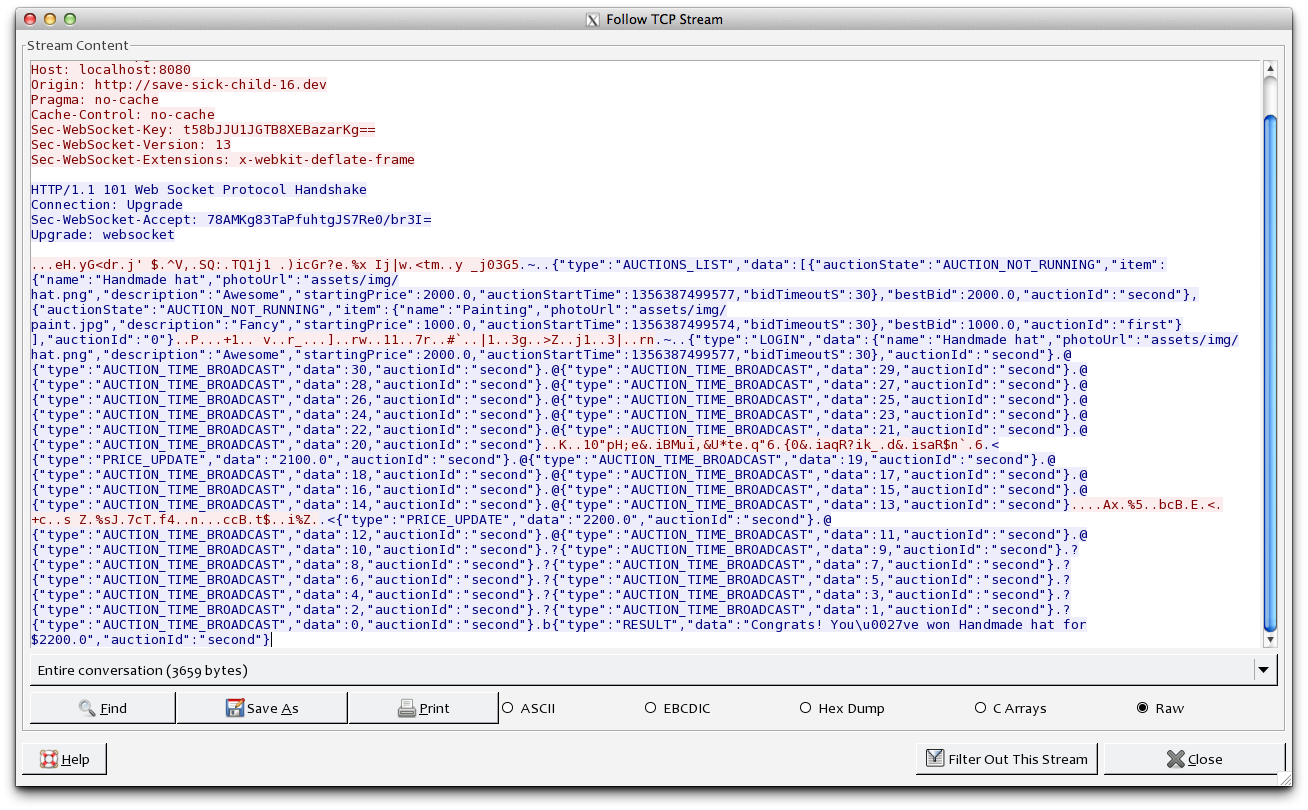 Follow TCP Stream
Stream Content
Host: localhost:8080
Origin: http://save-sick-child-16.dev
Pragma: no-cache
Cache-Control: no-cache
Sec-WebSocket-Key: t58bJJU1JGTB8XEBazarKg==
Sec-WebSocket-Version: 13
Sec-WebSocket-Extensions: x-webkit-deflate-frame
HTTP/1.1 101 Web Socket Protocol Handshake
Connection: Upgrade
Sec-WebSocket-Accept: 78AMKg83TaPfuhtgJS7Re0/br3I=
Upgrade: websocket
...eH.yG<dr.j' $.^V,.SQ:.TQ1j1 .)icGr?e.%x Ij|w.<tm..y _j03G5.~..{"type":"AUCTIONS_LIST","data":[{"auctionState":"AUCTION_NOT_RUNNING","item":
{"name":"Handmade hat","photoUrl":"assets/img/
hat.png","description":"Awesome","startingPrice":2000.0,"auctionStartTime":1356387499577,"bidTimeoutS":30},"bestBid":2000.0,"auctionId":"second"},
{"auctionState":"AUCTION_NOT_RUNNING","item":{"name":"Painting","photoUrl":"assets/img/
paint.jpg","description":"Fancy","startingPrice":1000.0,"auctionStartTime":1356387499574,"bidTimeoutS":30},"bestBid":1000.0,"auctionId":"first"}
],"auctionId":"0"}..P...+1.. v..r_...]..rw..11..7r..#`..|1..3g..>Z..j1..3|..rn.~..{"type":"LOGIN","data":{"name":"Handmade hat","photoUrl":"assets/img/
hat.png","description":"Awesome","startingPrice":2000.0,"auctionStartTime":1356387499577,"bidTimeoutS":30},"auctionId":"second"}.@
{"type":"AUCTION_TIME_BROADCAST","data":30,"auctionId":"second"}.@{"type":"AUCTION_TIME_BROADCAST","data":29,"auctionId":"second"}.@
{"type":"AUCTION_TIME_BROADCAST","data":28,"auctionId":"second"}.@{"type":"AUCTION_TIME_BROADCAST","data":27,"auctionId":"second"}.@
{"type":"AUCTION_TIME_BROADCAST","data":26,"auctionId":"second"}.@{"type":"AUCTION_TIME_BROADCAST","data":25,"auctionId":"second"}.@
{"type":"AUCTION_TIME_BROADCAST","data":24,"auctionId":"second"}.@{"type":"AUCTION_TIME_BROADCAST","data":23,"auctionId":"second"}.@
{"type":"AUCTION_TIME_BROADCAST","data":22,"auctionId":"second"}.@{"type":"AUCTION_TIME_BROADCAST","data":21,"auctionId":"second"}.@
{"type":"AUCTION_TIME_BROADCAST","data":20,"auctionId":"second"}..K..10"pH;e&.iBMui,&U*te.q"6.{0&.iaqR?ik_.d&.isaR$n`.6.<
{"type":"PRICE_UPDATE","data":"2100.0","auctionId":"second"}.@{"type":"AUCTION_TIME_BROADCAST","data":19,"auctionId":"second"}.@
{"type":"AUCTION_TIME_BROADCAST","data":18,"auctionId":"second"}.@{"type":"AUCTION_TIME_BROADCAST","data":17,"auctionId":"second"}.@
{"type":"AUCTION_TIME_BROADCAST","data":16,"auctionId":"second"}.@{"type":"AUCTION_TIME_BROADCAST","data":15,"auctionId":"second"}.@
{"type":"AUCTION_TIME_BROADCAST","data":14,"auctionId":"second"}.@{"type":"AUCTION_TIME_BROADCAST","data":13,"auctionId":"second"}....Ax.%5..bcB.E.<.
+c..s Z.%sJ.7cT.f4..n...ccB.t$..i%Z..<{"type":"PRICE_UPDATE","data":"2200.0","auctionId":"second"}.@
{"type":"AUCTION_TIME_BROADCAST","data":12,"auctionId":"second"}.@{"type":"AUCTION_TIME_BROADCAST","data":11,"auctionId":"second"}.@
{"type":"AUCTION_TIME_BROADCAST","data":10,"auctionId":"second"}.?{"type":"AUCTION_TIME_BROADCAST","data":9,"auctionId":"second"}.?
{"type":"AUCTION_TIME_BROADCAST","data":8,"auctionId":"second"}.?{"type":"AUCTION_TIME_BROADCAST","data":7,"auctionId":"second"}.?
{"type":"AUCTION_TIME_BROADCAST","data":6,"auctionId":"second"}.?{"type":"AUCTION_TIME_BROADCAST","data":5,"auctionId":"second"}.?
{"type":"AUCTION_TIME_BROADCAST","data":4,"auctionId":"second"}.?{"type":"AUCTION_TIME_BROADCAST","data":3,"auctionId":"second"}.?
{"type":"AUCTION_TIME_BROADCAST","data":2,"auctionId":"second"}.?{"type":"AUCTION_TIME_BROADCAST","data":1,"auctionId":"second"}.?
{"type":"AUCTION_TIME_BROADCAST","data":0,"auctionId":"second"}.b{"type":"RESULT","data":"Congrats! You\u0027ve won Handmade hat for
$2200.0","auctionId":"second"}
Entire conversation (3659 bytes)
Find Save As Print ASCII EBCDIC Hex Dump C Arrays Raw
Help Filter Out This Stream Close